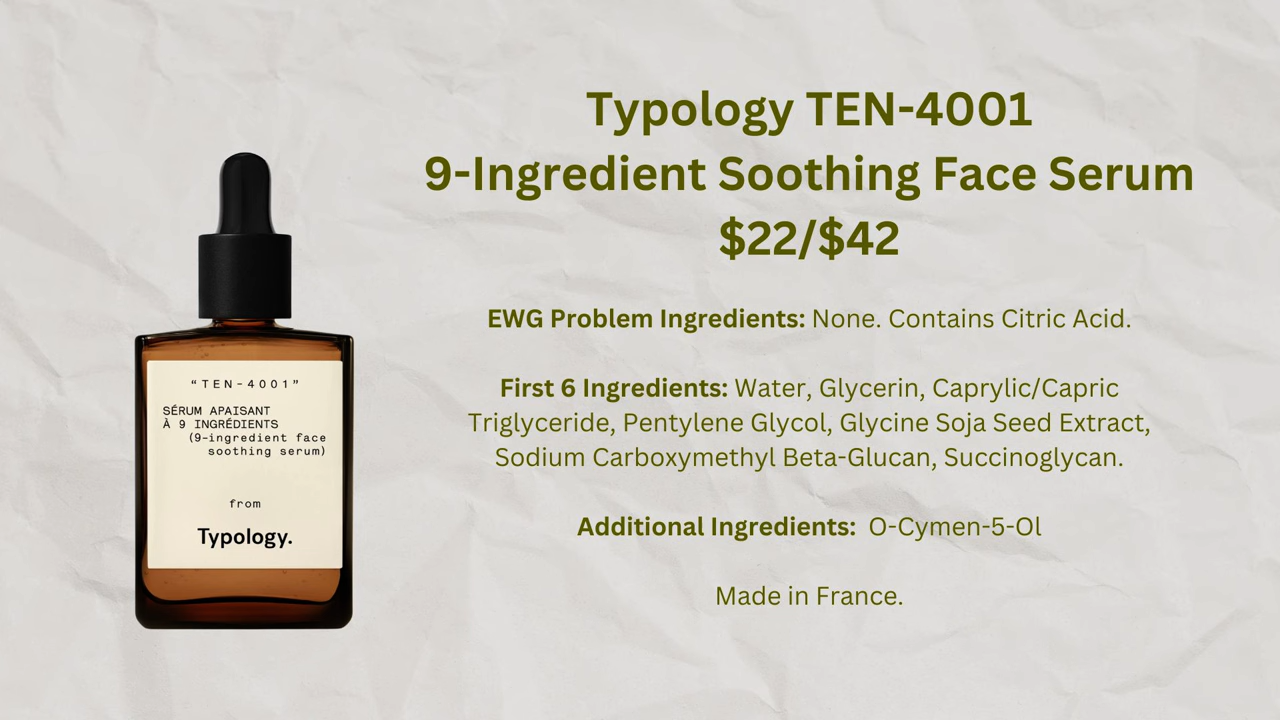 Typology TEN-4001
9-Ingredient Soothing Face Serum
$22/$42
EWG Problem Ingredients: None. Contains Citric Acid.
First 6 Ingredients: Water, Glycerin, Caprylic/Capric
Triglyceride, Pentylene Glycol, Glycine Soja Seed Extract,
Sodium Carboxymethyl Beta-Glucan, Succinoglycan.
Additional Ingredients: O-Cymen-5-Ol
Made in France.
“TEN-4001”
SÉRUM APAISANT
À 9 INGRÉDIENTS
(9-ingredient face
soothing serum)
from
Typology.